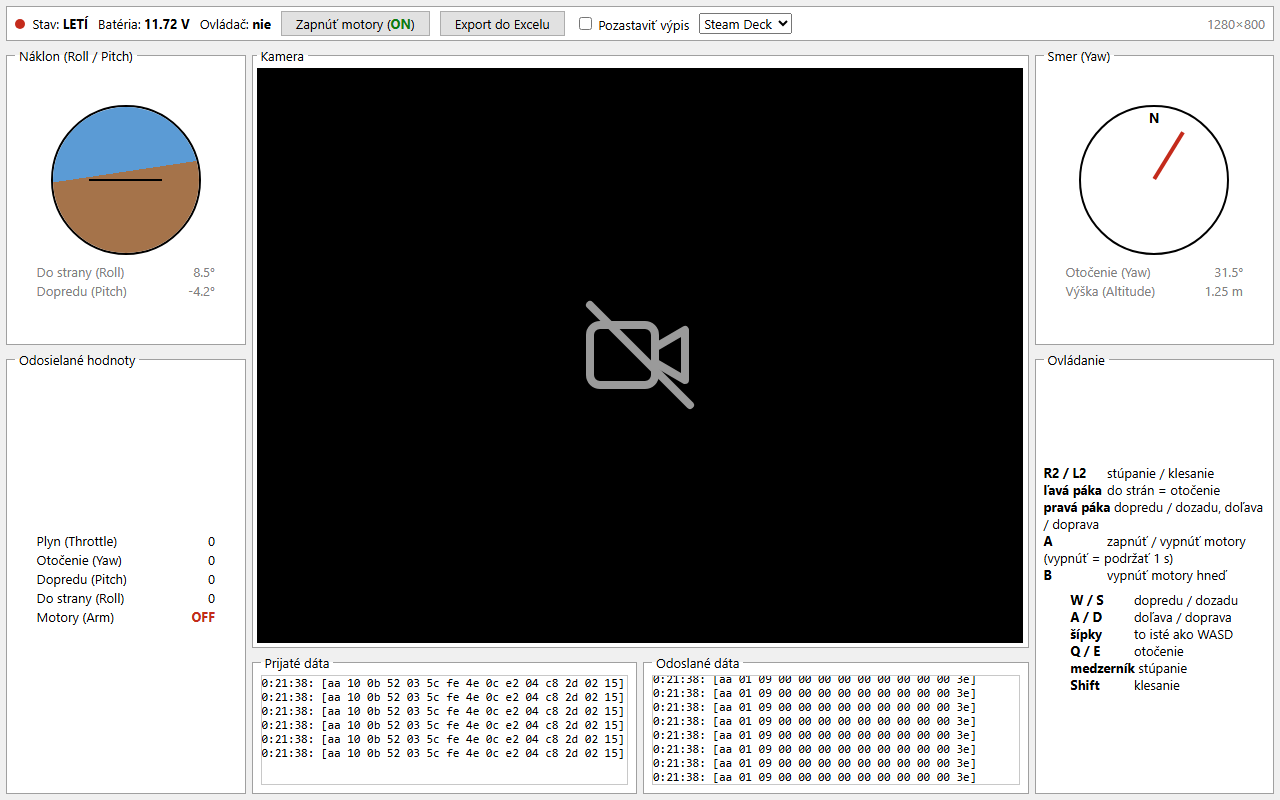 Stav: LETÍ Batéria: 11.72 V Ovládač: nie Zapnúť motory (ON) Export do Excelu Pozastaviť výpis Steam Deck 1280×800
Náklon (Roll / Pitch)
Do strany (Roll) 8.5°
Dopredu (Pitch) -4.2°
Kamera
Smer (Yaw)
N
Otočenie (Yaw) 31.5°
Výška (Altitude) 1.25 m
Odosielané hodnoty
Plyn (Throttle) 0
Otočenie (Yaw) 0
Dopredu (Pitch) 0
Do strany (Roll) 0
Motory (Arm) OFF
Prijaté dáta
0:21:38: [aa 10 0b 52 03 5c fe 4e 0c e2 04 c8 2d 02 15]
0:21:38: [aa 10 0b 52 03 5c fe 4e 0c e2 04 c8 2d 02 15]
0:21:38: [aa 10 0b 52 03 5c fe 4e 0c e2 04 c8 2d 02 15]
0:21:38: [aa 10 0b 52 03 5c fe 4e 0c e2 04 c8 2d 02 15]
0:21:38: [aa 10 0b 52 03 5c fe 4e 0c e2 04 c8 2d 02 15]
0:21:38: [aa 10 0b 52 03 5c fe 4e 0c e2 04 c8 2d 02 15]
Odoslané dáta
0:21:38: [aa 01 09 00 00 00 00 00 00 00 00 00 3e]
0:21:38: [aa 01 09 00 00 00 00 00 00 00 00 00 3e]
0:21:38: [aa 01 09 00 00 00 00 00 00 00 00 00 3e]
0:21:38: [aa 01 09 00 00 00 00 00 00 00 00 00 3e]
0:21:38: [aa 01 09 00 00 00 00 00 00 00 00 00 3e]
0:21:38: [aa 01 09 00 00 00 00 00 00 00 00 00 3e]
0:21:38: [aa 01 09 00 00 00 00 00 00 00 00 00 3e]
0:21:38: [aa 01 09 00 00 00 00 00 00 00 00 00 3e]
Ovládanie
R2 / L2 stúpanie / klesanie
ľavá páka do strán = otočenie
pravá páka dopredu / dozadu, doľava
/ doprava
A zapnúť / vypnúť motory
(vypnúť = podržať 1 s)
B vypnúť motory hneď
W / S dopredu / dozadu
A / D doľava / doprava
šípky to isté ako WASD
Q / E otočenie
medzerník stúpanie
Shift klesanie